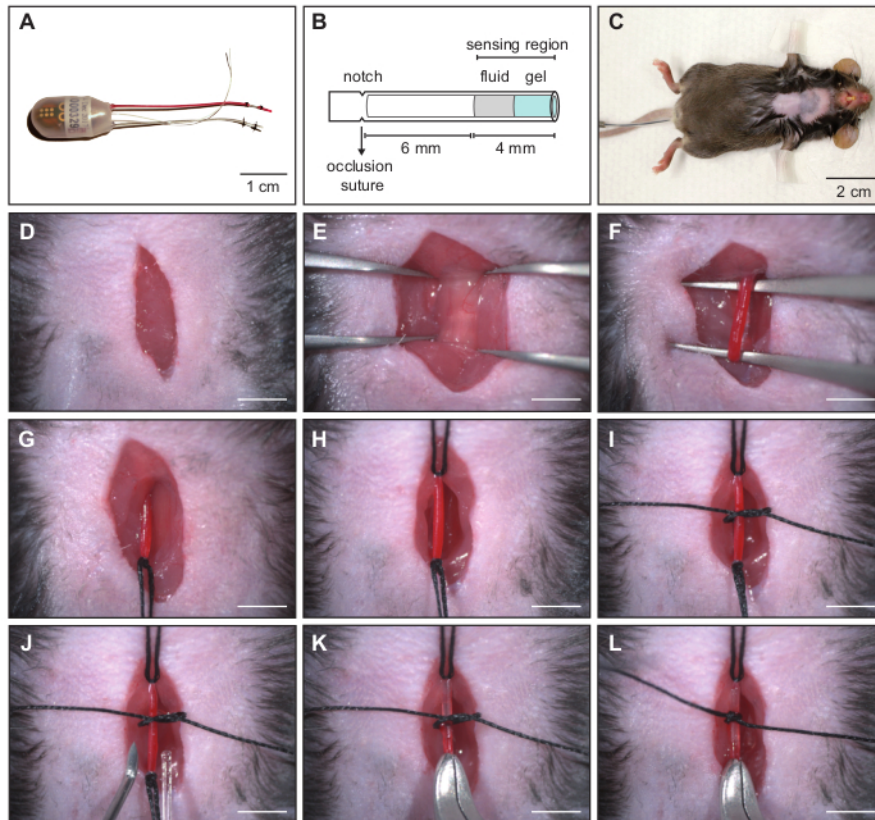 A
1 cm
B
sensing region
notch
fluid gel
6 mm
4 mm
occlusion
suture
C
2 cm
D
E
F
G
H
I
J
K
L